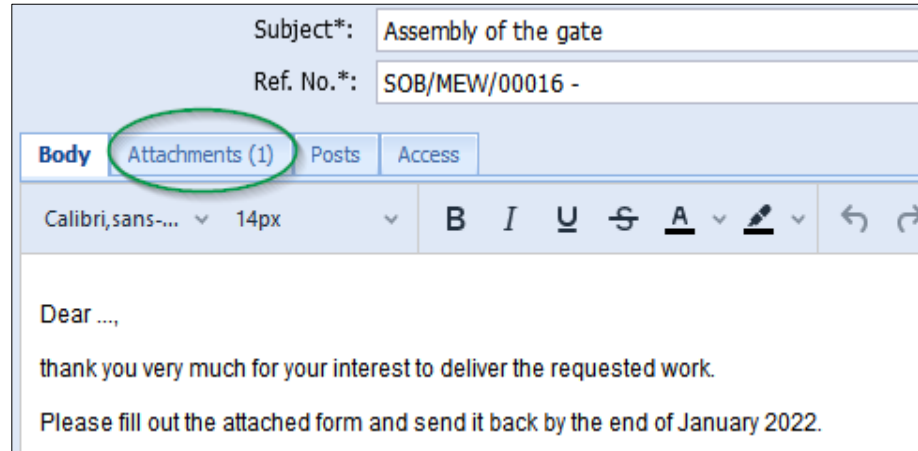 Subject*: Assembly of the gate
Ref. No.*: SOB/MEW/00016 -
Body Attachments (1) Posts Access
Calibri,sans-... 14px B I U S A
Dear ...,
thank you very much for your interest to deliver the requested work.
Please fill out the attached form and send it back by the end of January 2022.